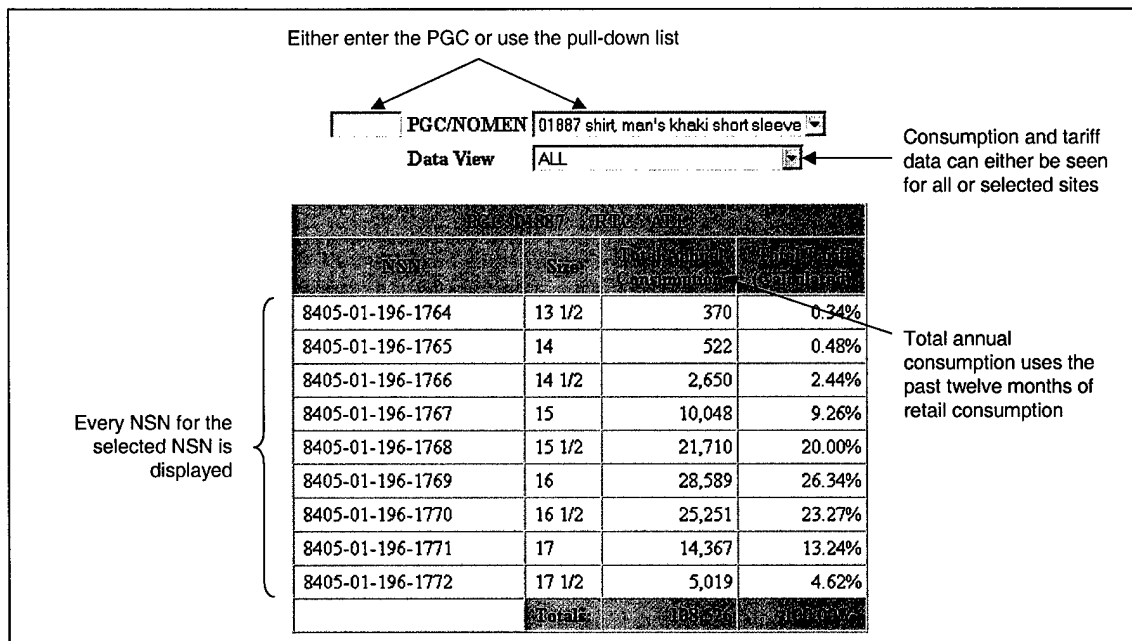 Either enter the PGC or use the pull-down list
PGC/NOMEN 01887 shirt, man's khaki short sleeve
Data View ALL
Consumption and tariff
data can either be seen
for all or selected sites
NSN Size Total Annual
Consumption
8405-01-196-1764 13 1/2 370 0.34%
8405-01-196-1765 14 522 0.48%
8405-01-196-1766 14 1/2 2,650 2.44%
8405-01-196-1767 15 10,048 9.26%
8405-01-196-1768 15 1/2 21,710 20.00%
8405-01-196-1769 16 28,589 26.34%
8405-01-196-1770 16 1/2 25,251 23.27%
8405-01-196-1771 17 14,367 13.24%
8405-01-196-1772 17 1/2 5,019 4.62%
Totals
Total annual
consumption uses the
past twelve months of
retail consumption
Every NSN for the
selected NSN is
displayed